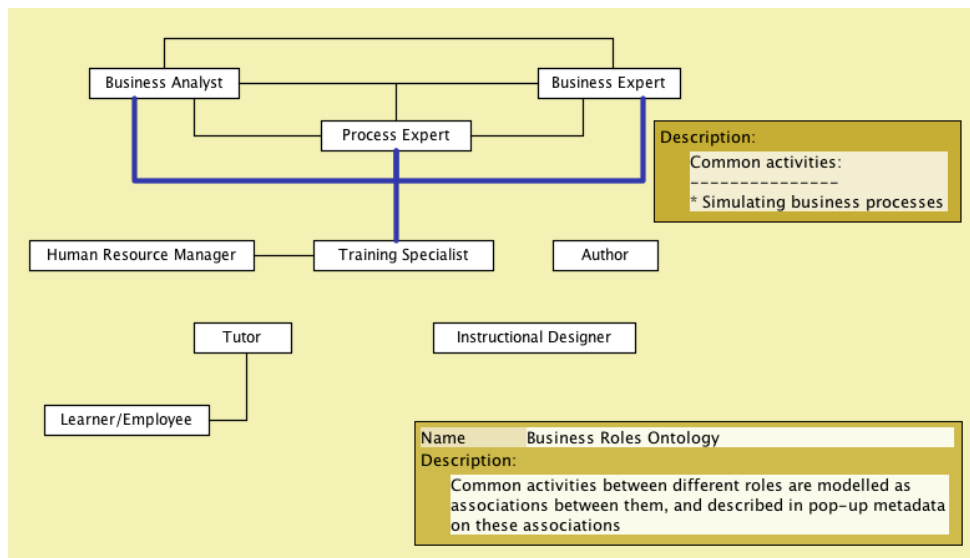 Business Analyst
Business Expert
Process Expert
Description:
Common activities:
---------------
* Simulating business processes
Human Resource Manager
Training Specialist
Author
Tutor
Instructional Designer
Learner/Employee
Name Business Roles Ontology
Description:
Common activities between different roles are modelled as
associations between them, and described in pop-up metadata
on these associations